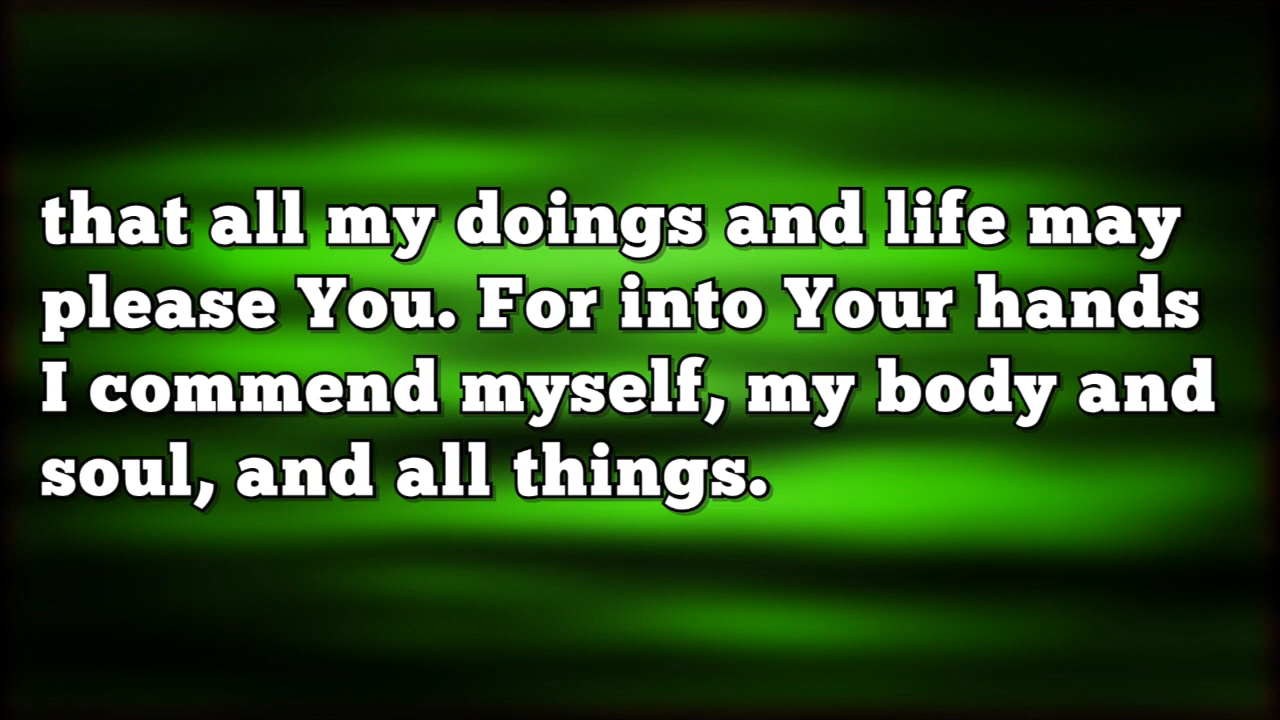 that all my doings and life may
please You. For into Your hands
I commend myself, my body and
soul, and all things.